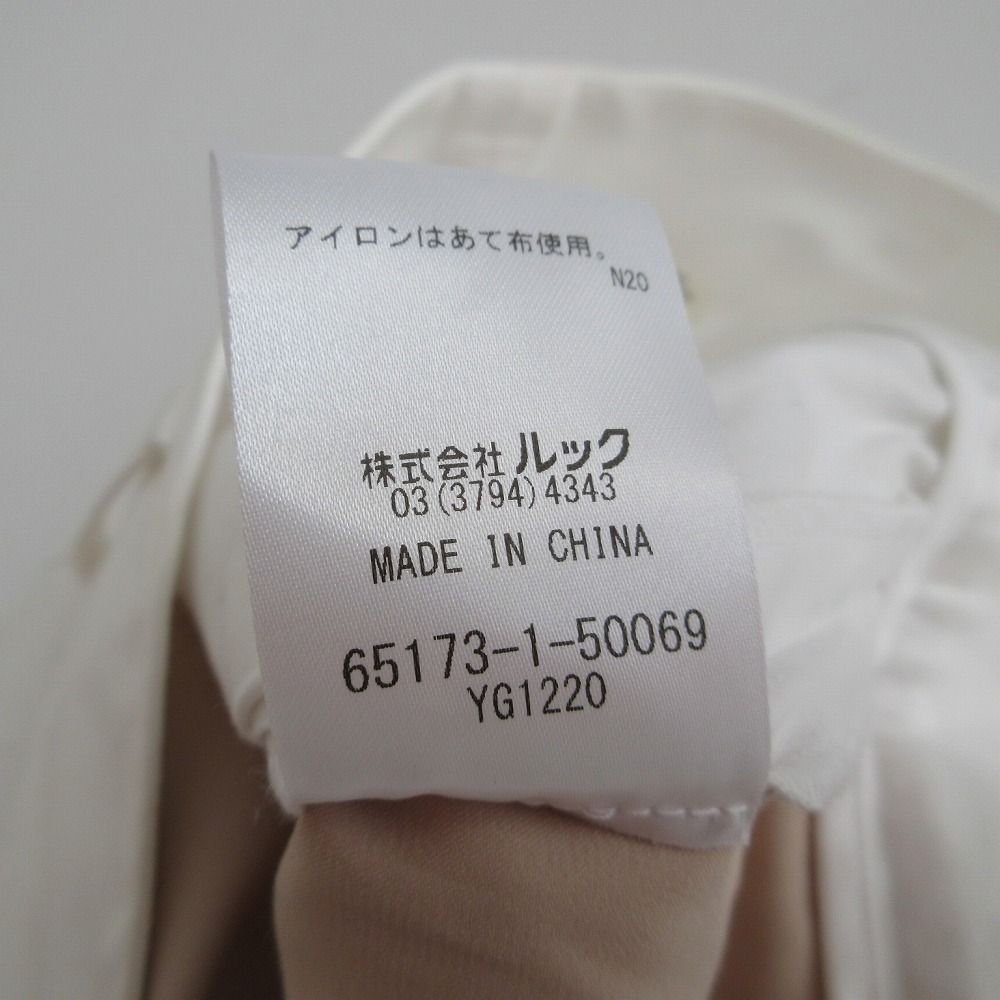 アイロンはあて布使用。
N20
株式会社ルック
03(3794)4343
MADE IN CHINA
65173-1-50069
YG1220